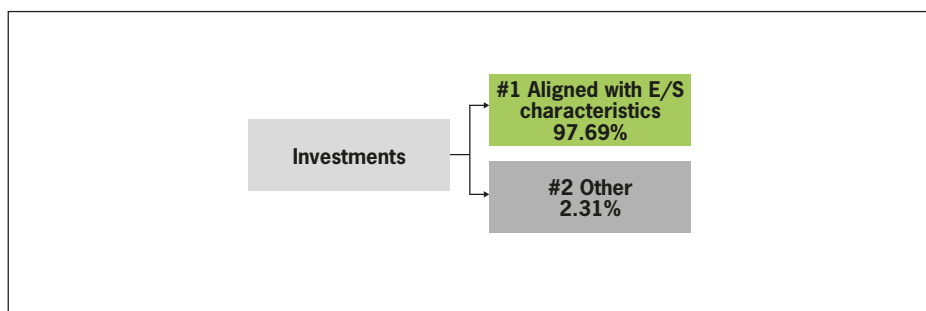 #1 Aligned with E/S
characteristics
97.69%
Investments
#2 Other
2.31%